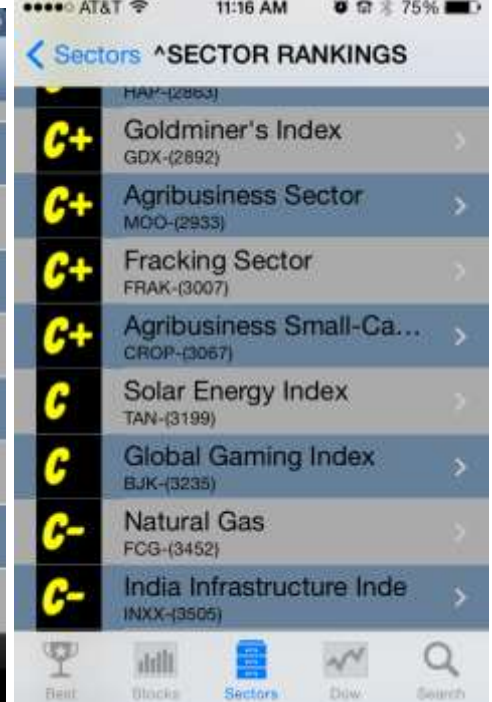 AT&T 11:16 AM 75%
Sectors ^SECTOR RANKINGS
HAP-(2863)
C+ Goldminer's Index
GDX-(2892)
C+ Agribusiness Sector
MOO-(2933)
C+ Fracking Sector
FRAK-(3007)
C+ Agribusiness Small-Ca...
CROP-(3067)
C Solar Energy Index
TAN-(3199)
C Global Gaming Index
BJK-(3235)
C- Natural Gas
FCG-(3452)
C- India Infrastructure Inde
INXX-(3505)
Best Stocks Sectors Dow Search